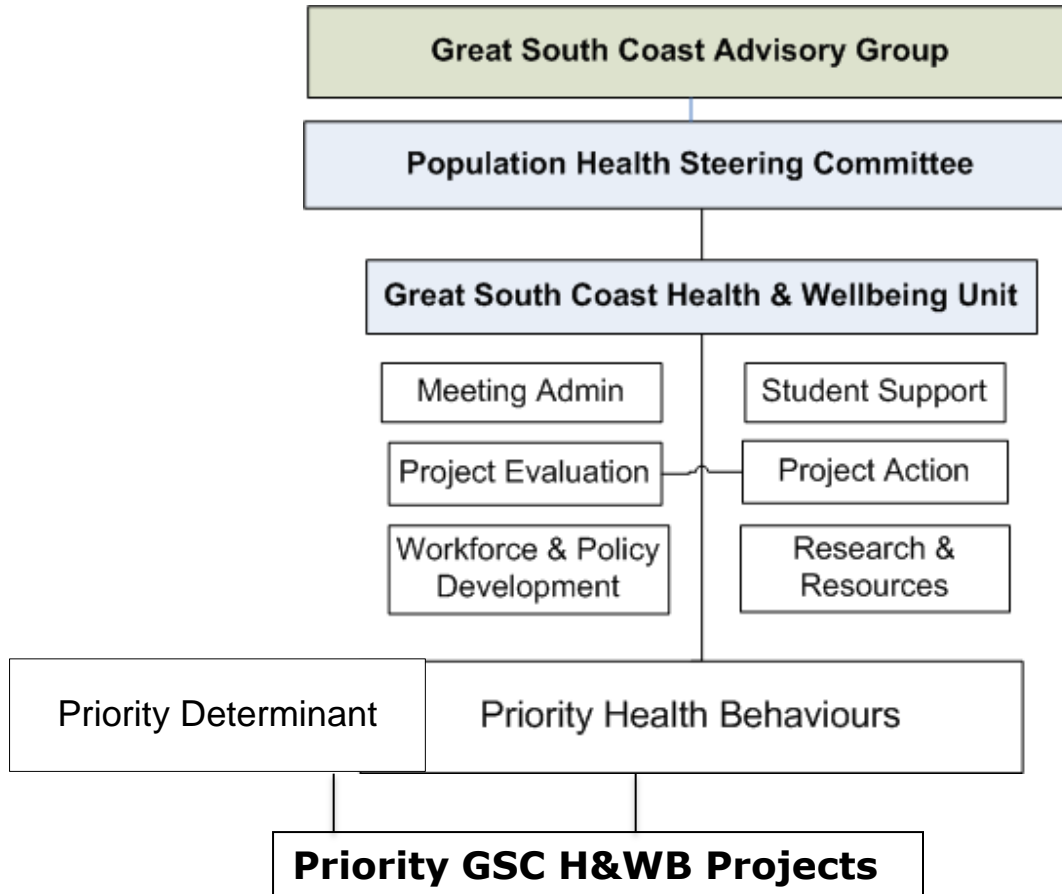 Great South Coast Advisory Group
Population Health Steering Committee
Great South Coast Health & Wellbeing Unit
Meeting Admin
Student Support
Project Evaluation
Project Action
Workforce & Policy
Development
Research &
Resources
Priority Determinant
Priority Health Behaviours
Priority GSC H&WB Projects